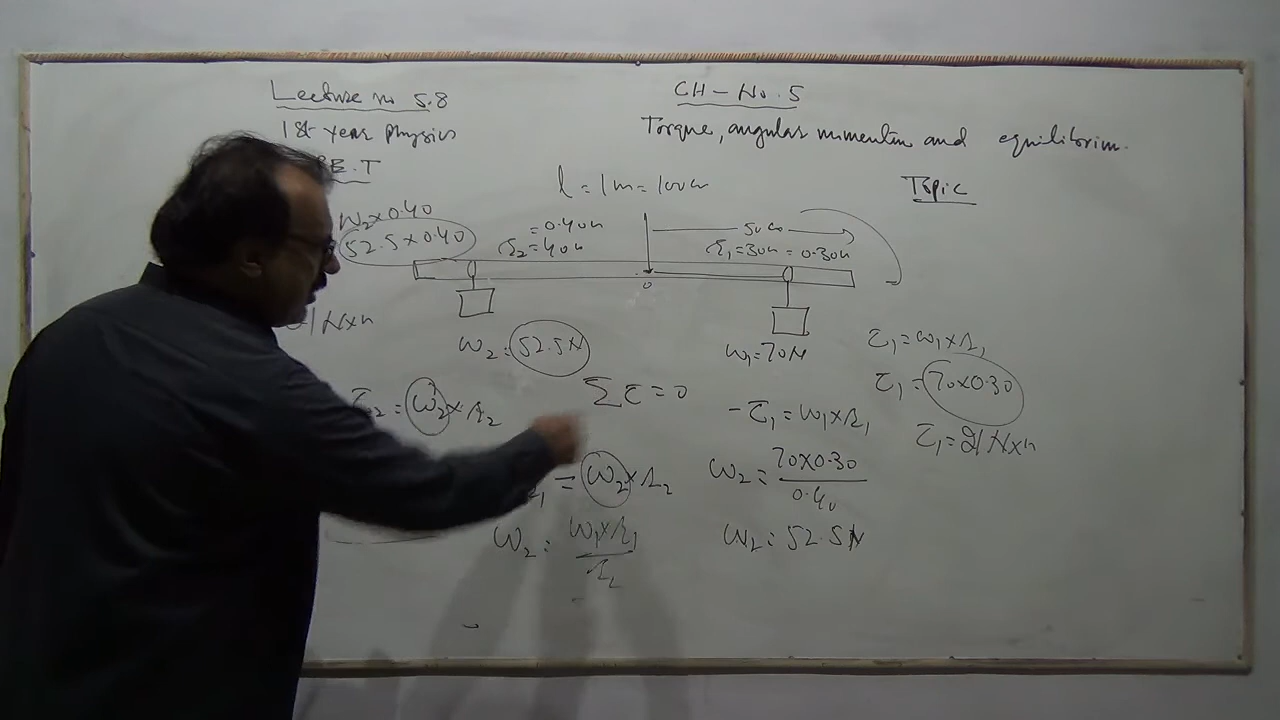 Lecture no 5.8
CH-No.5
1st year Physics
Torque, angular momentum and equilibrium.
E.T
l = 1m = 100cm
Topic
W2×0.40
52.5×0.40
= 0.40m
r2 = 40cm
50cm
r1 = 30cm = 0.30m
o
N×m
W2 = 52.5N
W1 = 70N
τ1 = W1×r1
Στ = 0
τ1 = 70×0.30
τ2 = W2×r2
-τ1 = W1×r1
τ1 = 21 N×m
= W2×r2
W2 = 70×0.30
0.40
W2 = W1×r1
r2
W2 = 52.5N